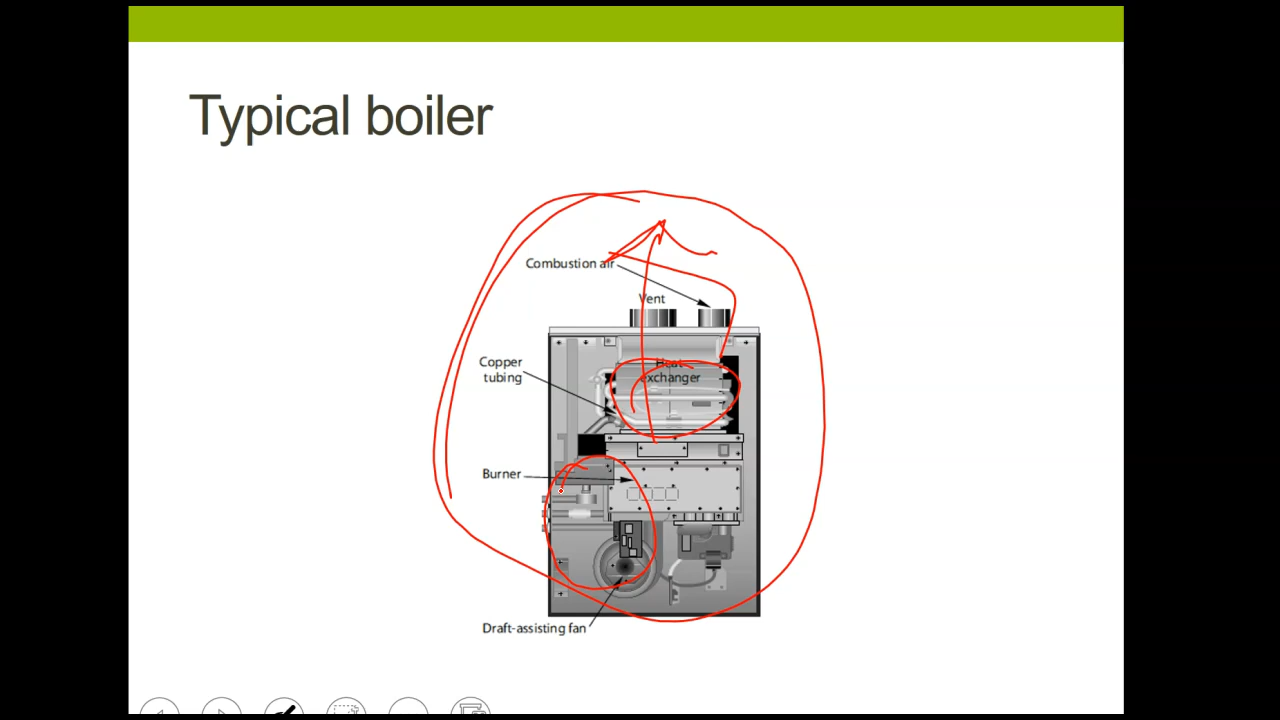 Typical boiler
Combustion air
Vent
Copper
tubing
Heat
exchanger
Burner
Draft-assisting fan